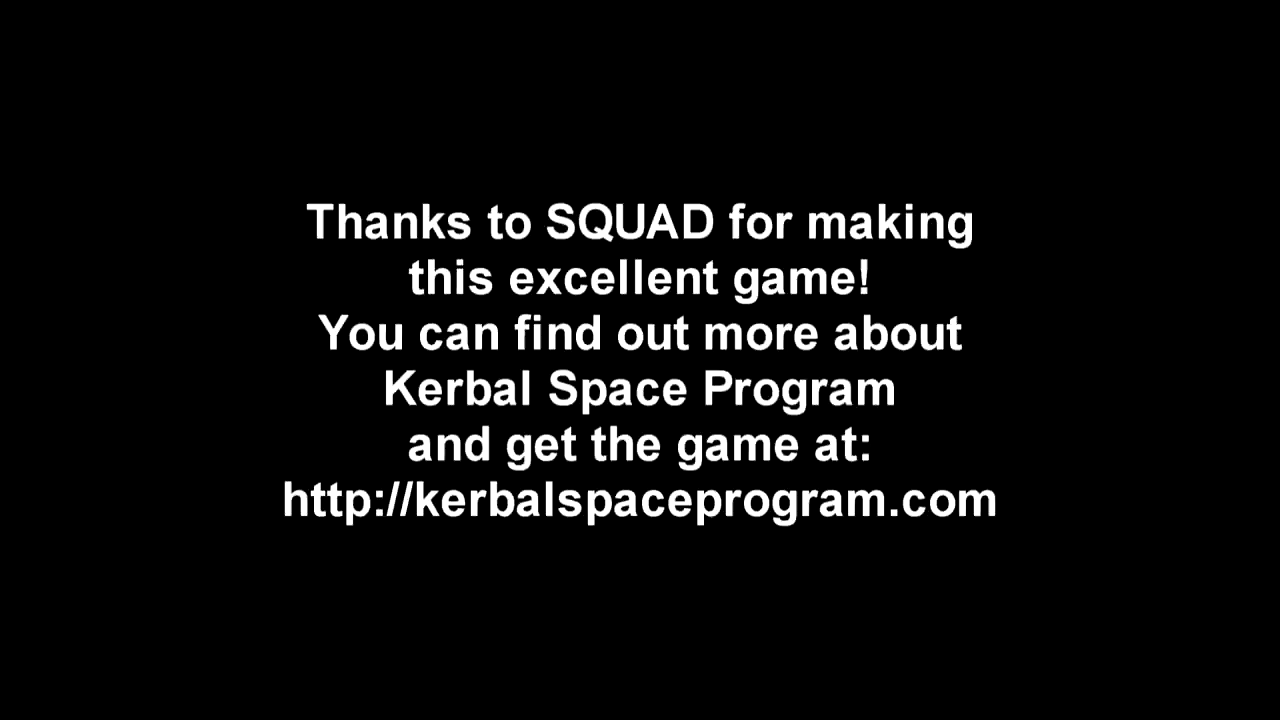 Thanks to SQUAD for making
this excellent game!
You can find out more about
Kerbal Space Program
and get the game at:
http://kerbalspaceprogram.com